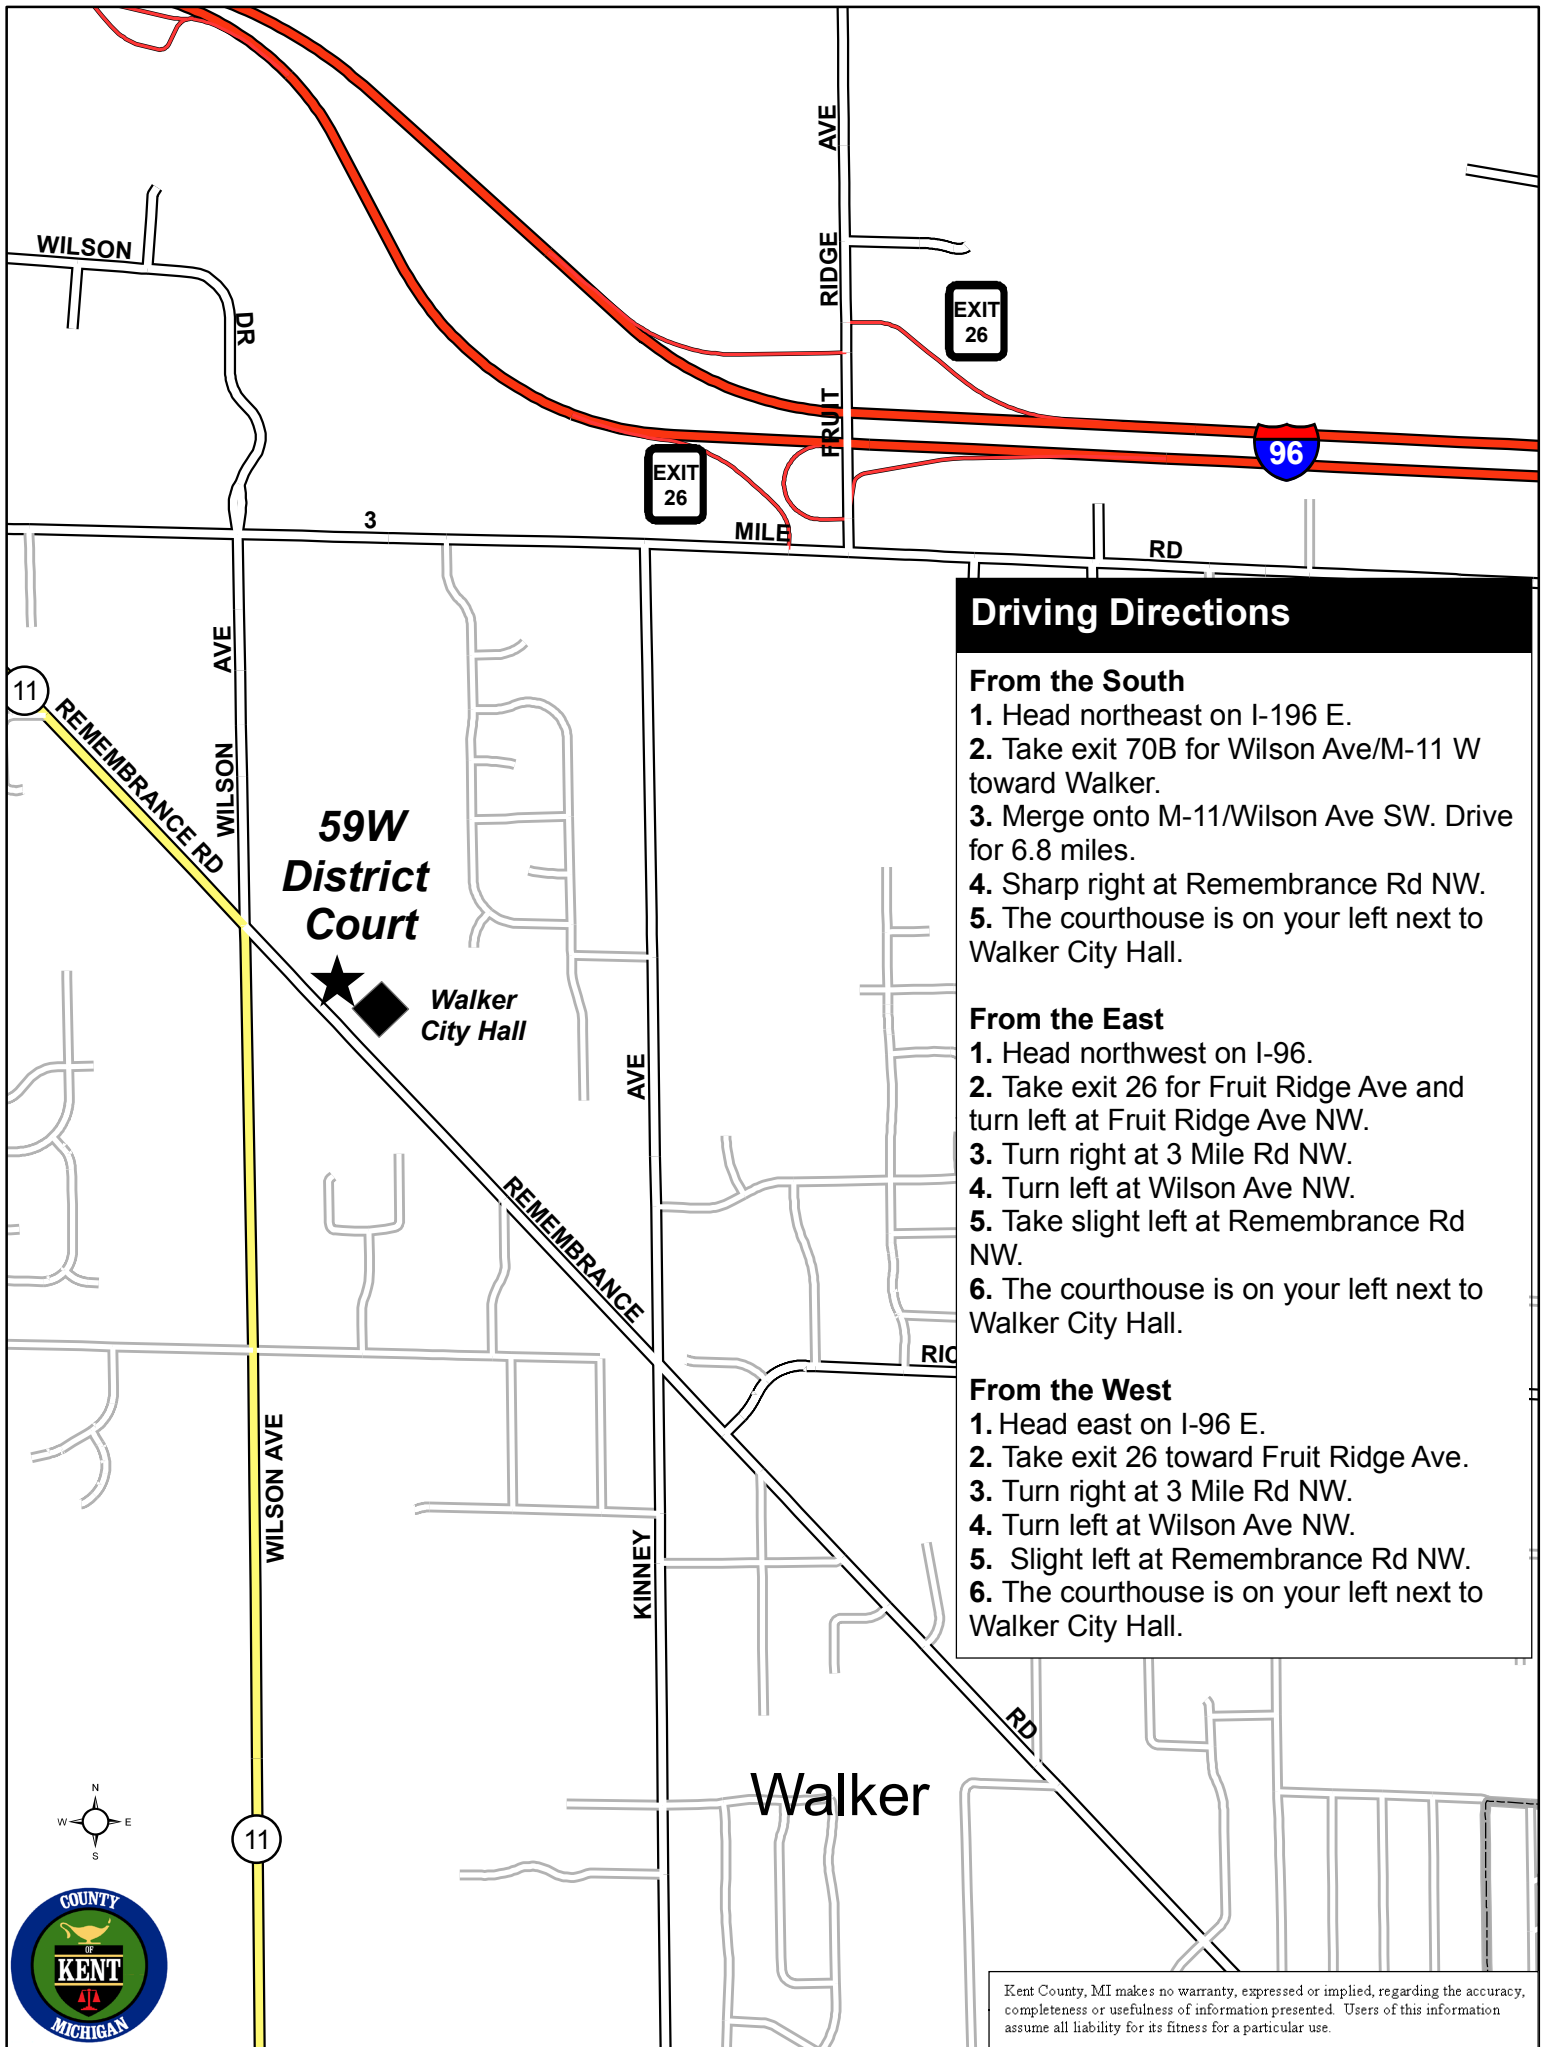 AVE
RIDGE
FRUIT
WILSON
DR
EXIT
26
EXIT
26
96
3
MILE
RD
AVE
WILSON
11
REMEMBRANCE RD
59W
District
Court
Walker
City Hall
AVE
REMEMBRANCE
RIC
WILSON AVE
KINNEY
RD
Walker
11
Driving Directions
From the South
1. Head northeast on I-196 E.
2. Take exit 70B for Wilson Ave/M-11 W
toward Walker.
3. Merge onto M-11/Wilson Ave SW. Drive
for 6.8 miles.
4. Sharp right at Remembrance Rd NW.
5. The courthouse is on your left next to
Walker City Hall.
From the East
1. Head northwest on I-96.
2. Take exit 26 for Fruit Ridge Ave and
turn left at Fruit Ridge Ave NW.
3. Turn right at 3 Mile Rd NW.
4. Turn left at Wilson Ave NW.
5. Take slight left at Remembrance Rd
NW.
6. The courthouse is on your left next to
Walker City Hall.
From the West
1. Head east on I-96 E.
2. Take exit 26 toward Fruit Ridge Ave.
3. Turn right at 3 Mile Rd NW.
4. Turn left at Wilson Ave NW.
5. Slight left at Remembrance Rd NW.
6. The courthouse is on your left next to
Walker City Hall.
N
W E
S
COUNTY
OF
KENT
MICHIGAN
Kent County, MI makes no warranty, expressed or implied, regarding the accuracy,
completeness or usefulness of information presented. Users of this information
assume all liability for its fitness for a particular use.